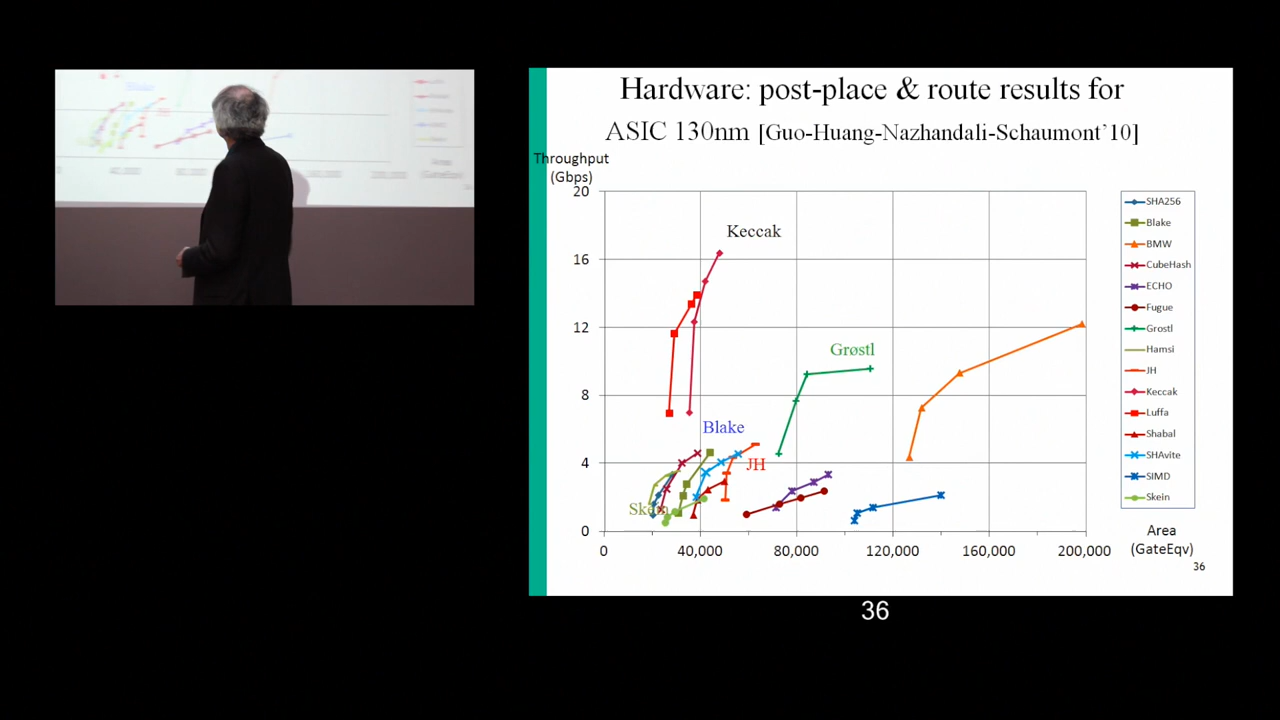 Hardware: post-place & route results for
ASIC 130nm [Guo-Huang-Nazhandali-Schaumont'10]
Throughput
(Gbps)
20
16
12
8
4
0
0
40,000
80,000
120,000
160,000
200,000
Keccak
Grøstl
Blake
JH
Skein
SHA256
Blake
BMW
CubeHash
ECHO
Fugue
Grostl
Hamsi
JH
Keccak
Luffa
Shabal
SHAvite
SIMD
Skein
Area
(GateEqv)
36
36
Blake